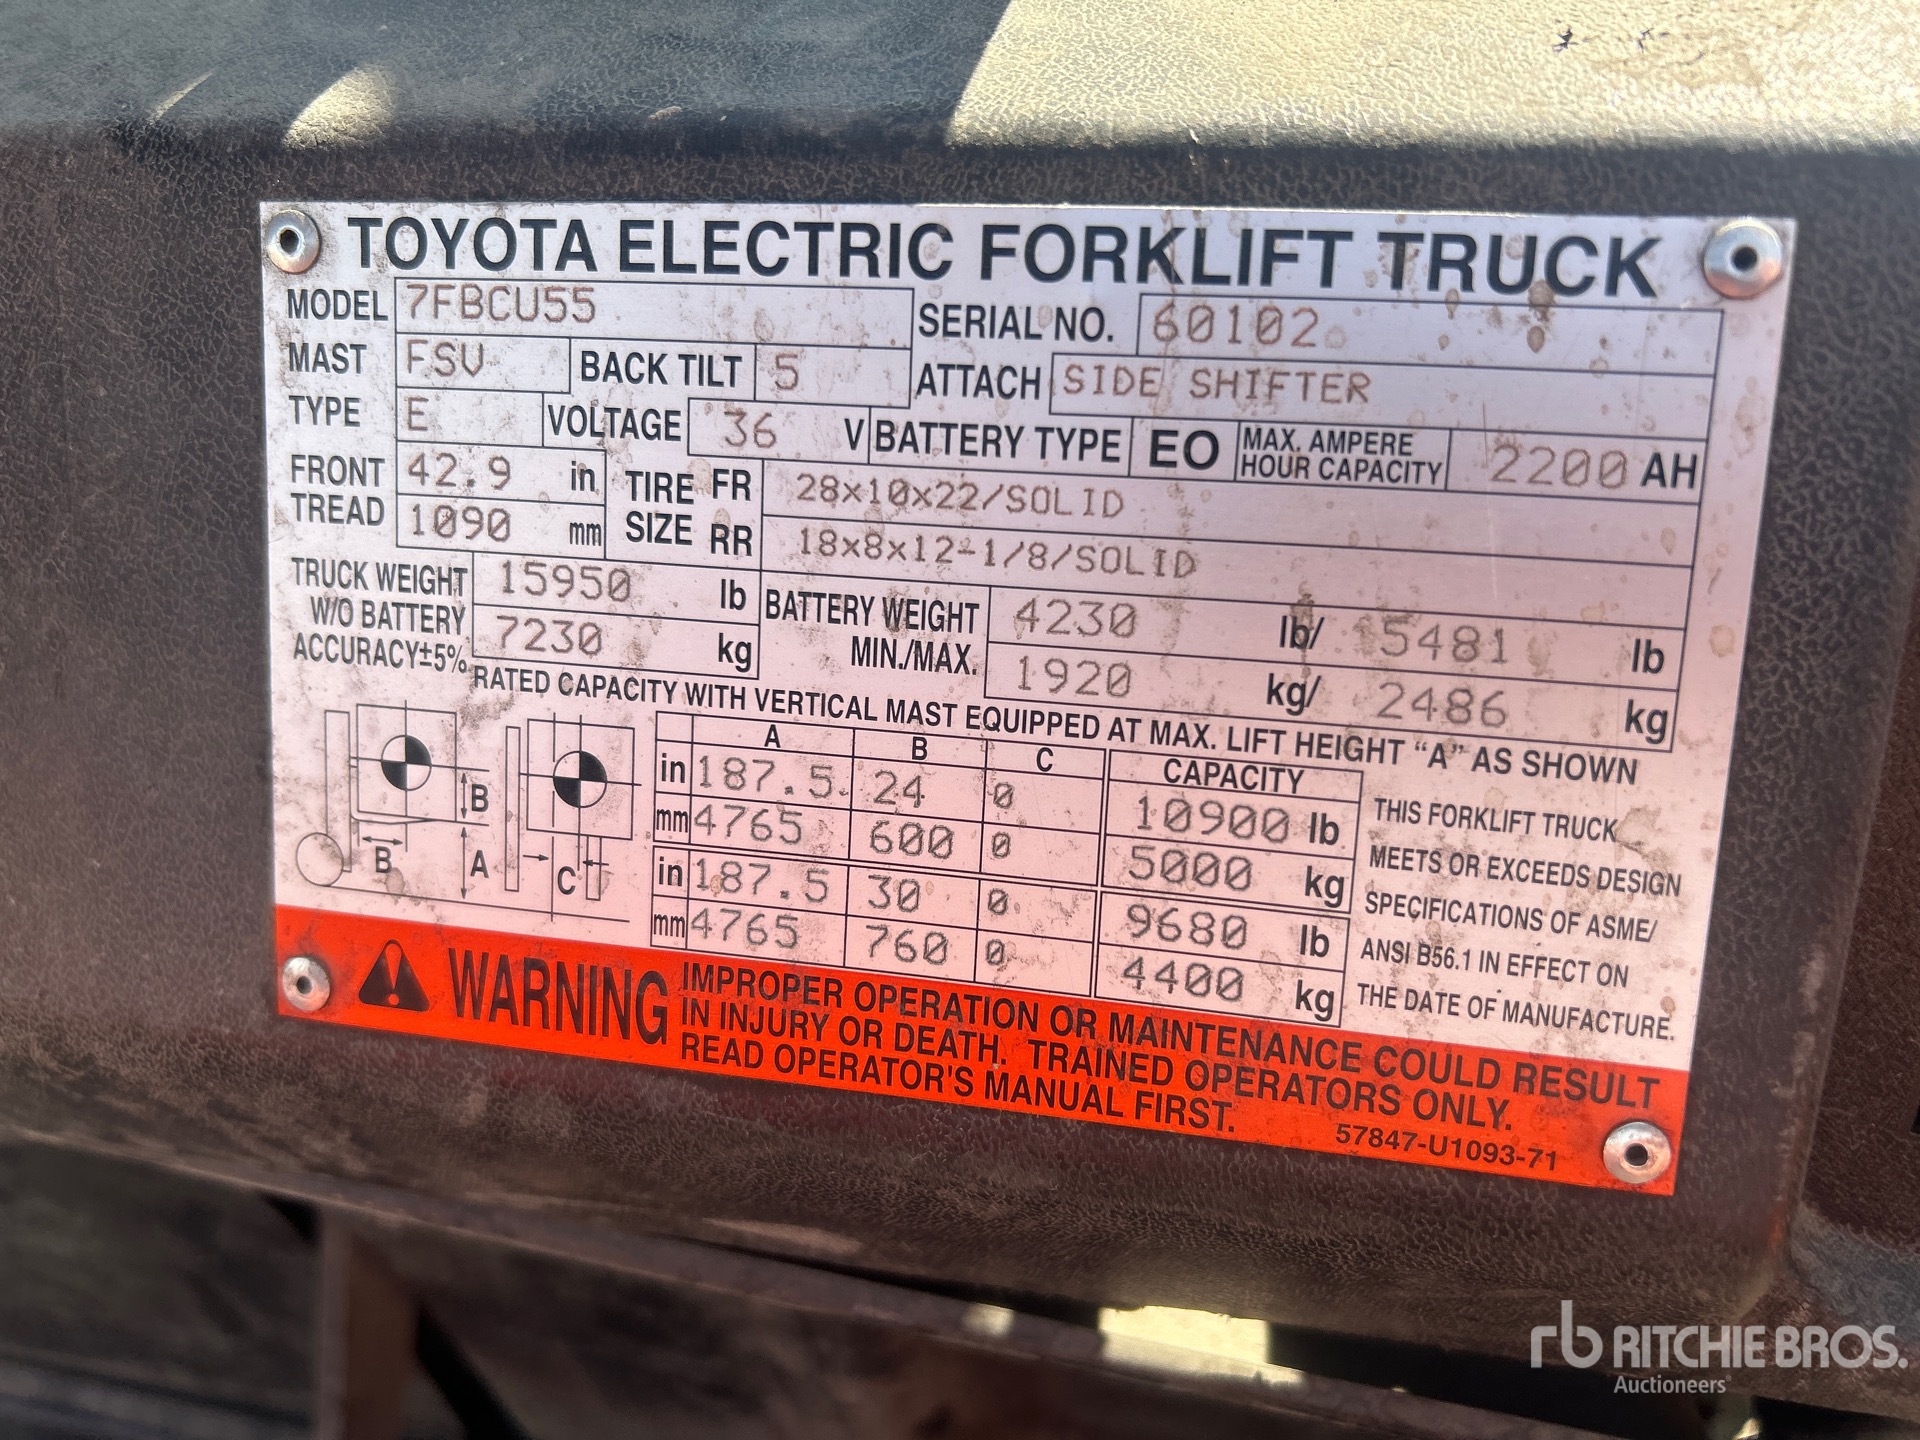 TOYOTA ELECTRIC FORKLIFT TRUCK
MODEL 7FBCU55 SERIAL NO. 60102
MAST FSV BACK TILT 5 ATTACH SIDE SHIFTER
TYPE E VOLTAGE 36 V BATTERY TYPE EO MAX. AMPERE HOUR CAPACITY 2200 AH
FRONT TREAD 42.9 in TIRE SIZE FR 28x10x22/SOLID
1090 mm RR 18x8x12-1/8/SOLID
TRUCK WEIGHT W/O BATTERY ACCURACY±5% 15950 lb BATTERY WEIGHT MIN./MAX. 4230 lb/ 5481 lb
7230 kg 1920 kg/ 2486 kg
RATED CAPACITY WITH VERTICAL MAST EQUIPPED AT MAX. LIFT HEIGHT "A" AS SHOWN
B B A C
A B C CAPACITY
in 187.5 24 0 10900 lb
mm 4765 600 0 5000 kg
in 187.5 30 0 9680 lb
mm 4765 760 0 4400 kg
THIS FORKLIFT TRUCK
MEETS OR EXCEEDS DESIGN
SPECIFICATIONS OF ASME/
ANSI B56.1 IN EFFECT ON
THE DATE OF MANUFACTURE.
WARNING IMPROPER OPERATION OR MAINTENANCE COULD RESULT
IN INJURY OR DEATH. TRAINED OPERATORS ONLY.
READ OPERATOR'S MANUAL FIRST.
57847-U1093-71
rb RITCHIE BROS.
Auctioneers